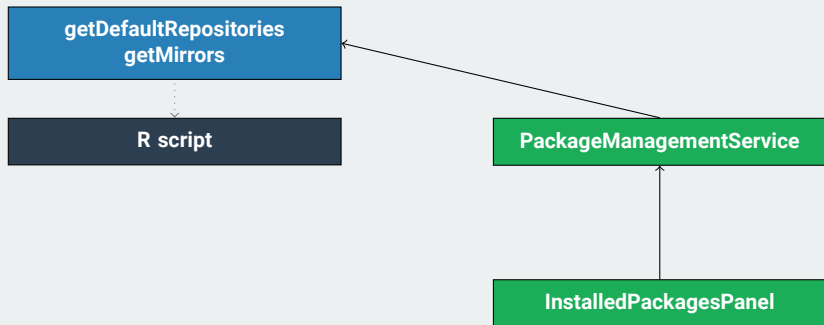 getDefaultRepositories
getMirrors
R script
PackageManagementService
InstalledPackagesPanel